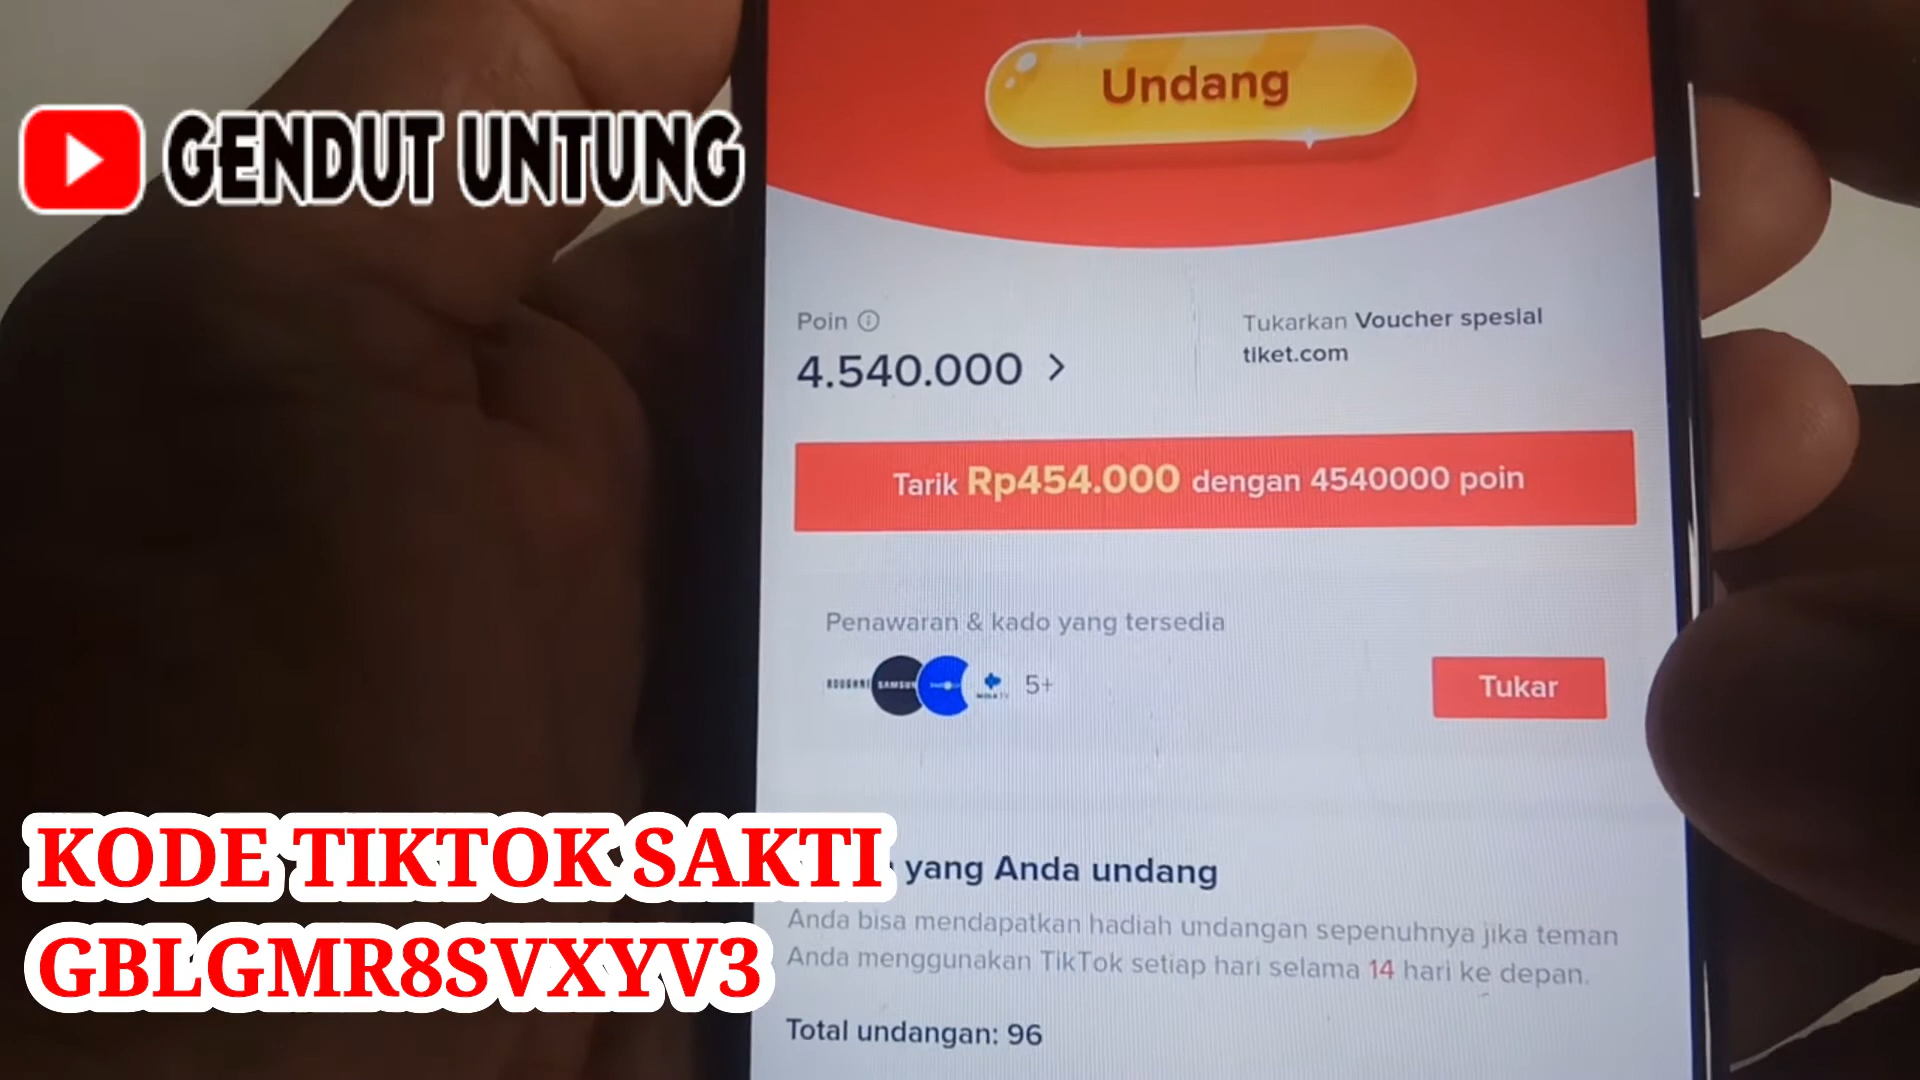 Undang
GENDUT UNTUNG
Poin
4.540.000
Tukarkan Voucher spesial
tiket.com
Tarik Rp454.000 dengan 4540000 poin
Penawaran & kado yang tersedia
5+
Tukar
KODE TIKTOK SAKTI
yang Anda undang
GBLGMR8SVXYV3
Anda bisa mendapatkan hadiah undangan sepenuhnya jika teman
Anda menggunakan TikTok setiap hari selama 14 hari ke depan.
Total undangan: 96